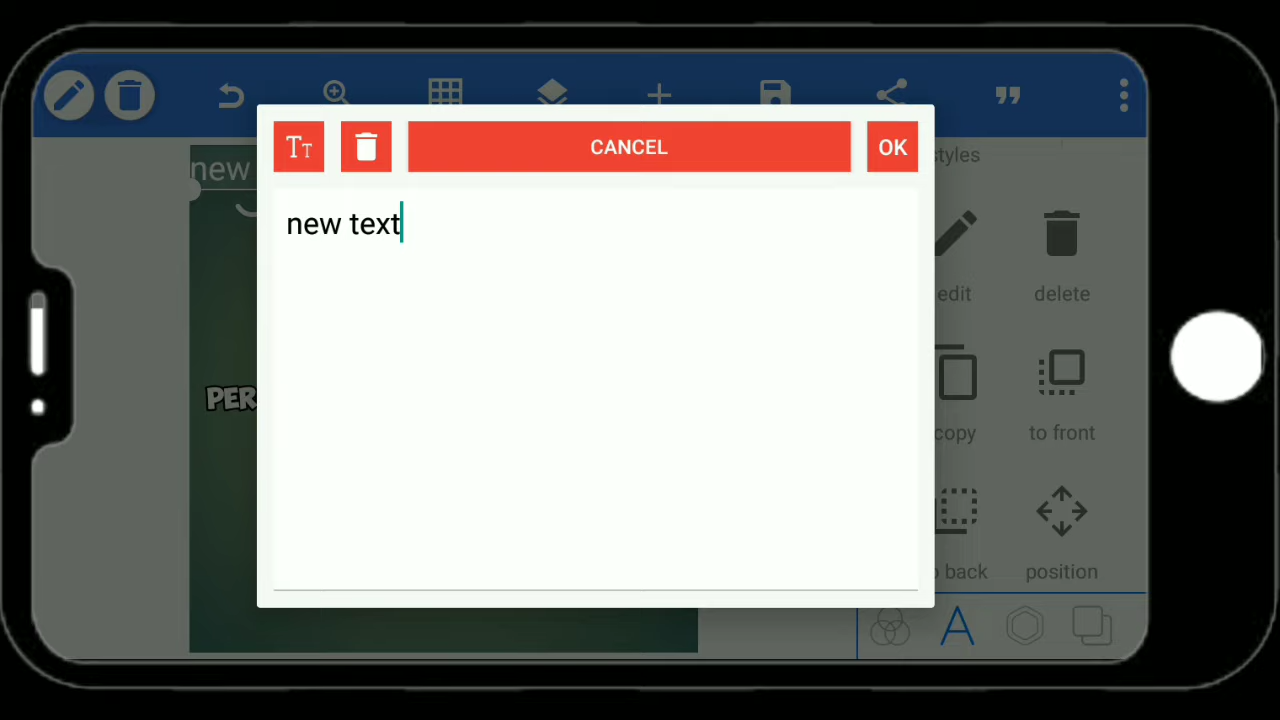 Tт
CANCEL
OK
new text
new
styles
edit
delete
PER
copy
to front
back
position